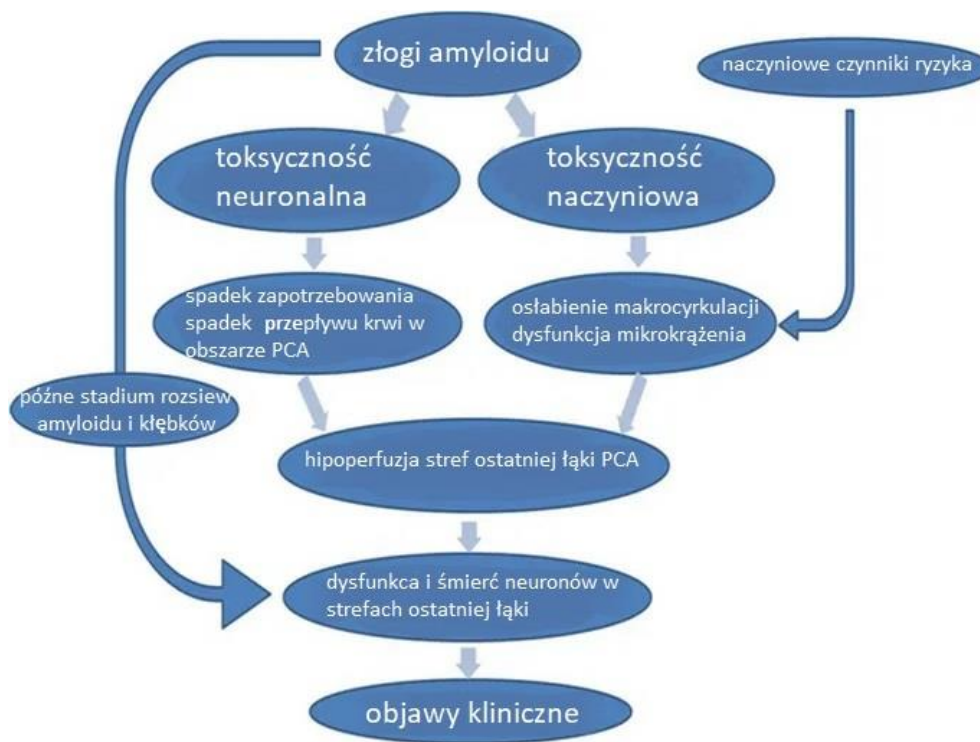 złogi amyloidu
naczyniowe czynniki ryzyka
toksyczność
neuronalna
toksyczność
naczyniowa
spadek zapotrzebowania
spadek przepływu krwi w
obszarze PCA
osłabienie makrocyrkulacji
dysfunkcja mikrokrążenia
późne stadium rozsiew
amyloidu i kłębków
hipoperfuzja stref ostatniej łąki PCA
dysfunkca i śmierć neuronów w
strefach ostatniej łąki
objawy kliniczne